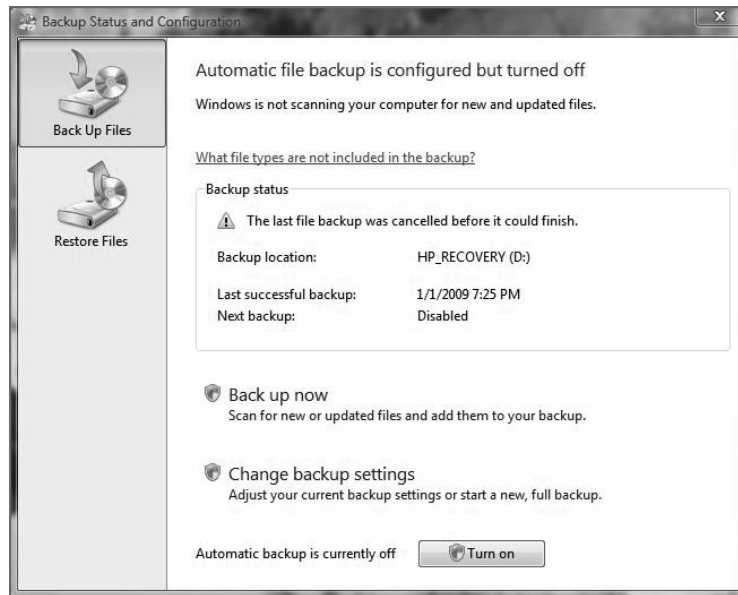 Backup Status and Configuration
X
Back Up Files
Restore Files
Automatic file backup is configured but turned off
Windows is not scanning your computer for new and updated files.
What file types are not included in the backup?
Backup status
The last file backup was cancelled before it could finish.
Backup location: HP_RECOVERY (D:)
Last successful backup: 1/1/2009 7:25 PM
Next backup: Disabled
Back up now
Scan for new or updated files and add them to your backup.
Change backup settings
Adjust your current backup settings or start a new, full backup.
Automatic backup is currently off Turn on